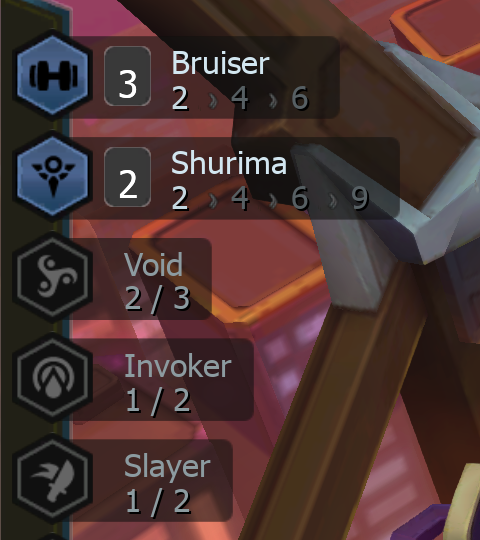 Bruiser
3
2 › 4 › 6
Shurima
2
2 › 4 › 6 › 9
Void
2 / 3
Invoker
1 / 2
Slayer
1 / 2